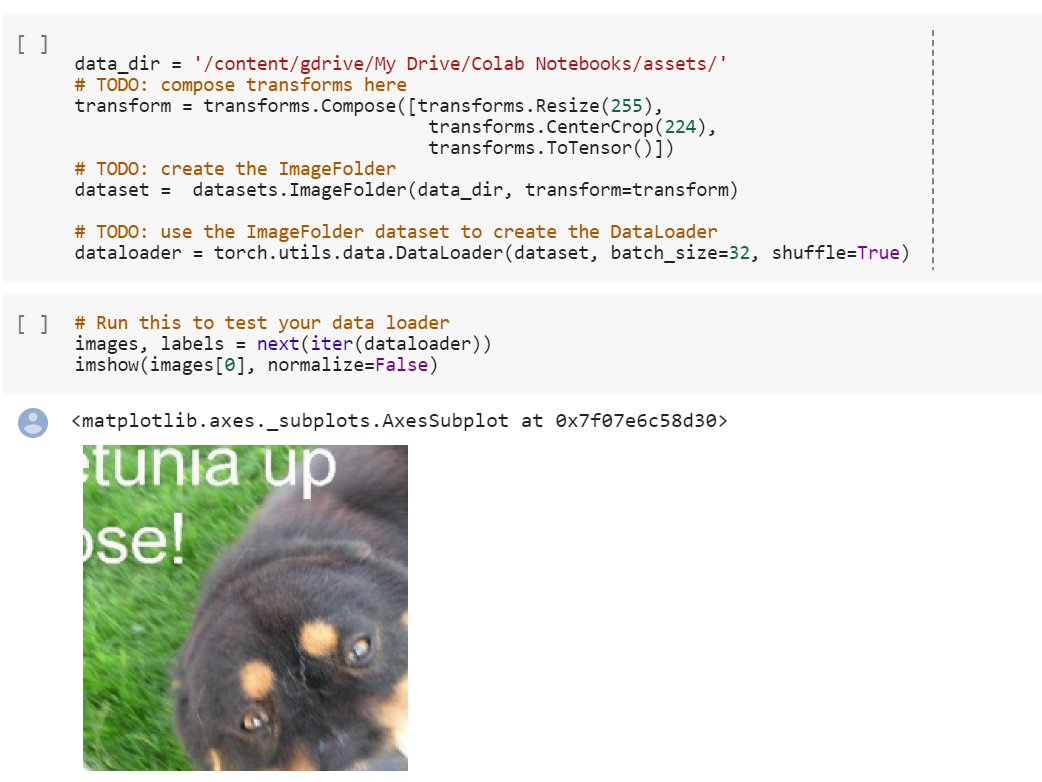 [ ]
data_dir = '/content/gdrive/My Drive/Colab Notebooks/assets/'
# TODO: compose transforms here
transform = transforms.Compose([transforms.Resize(255),
transforms.CenterCrop(224),
transforms.ToTensor()])
# TODO: create the ImageFolder
dataset =  datasets.ImageFolder(data_dir, transform=transform)
# TODO: use the ImageFolder dataset to create the DataLoader
dataloader = torch.utils.data.DataLoader(dataset, batch_size=32, shuffle=True)
[ ] # Run this to test your data loader
images, labels = next(iter(dataloader))
imshow(images[0], normalize=False)
<matplotlib.axes._subplots.AxesSubplot at 0x7f07e6c58d30>
etunia up
ose!